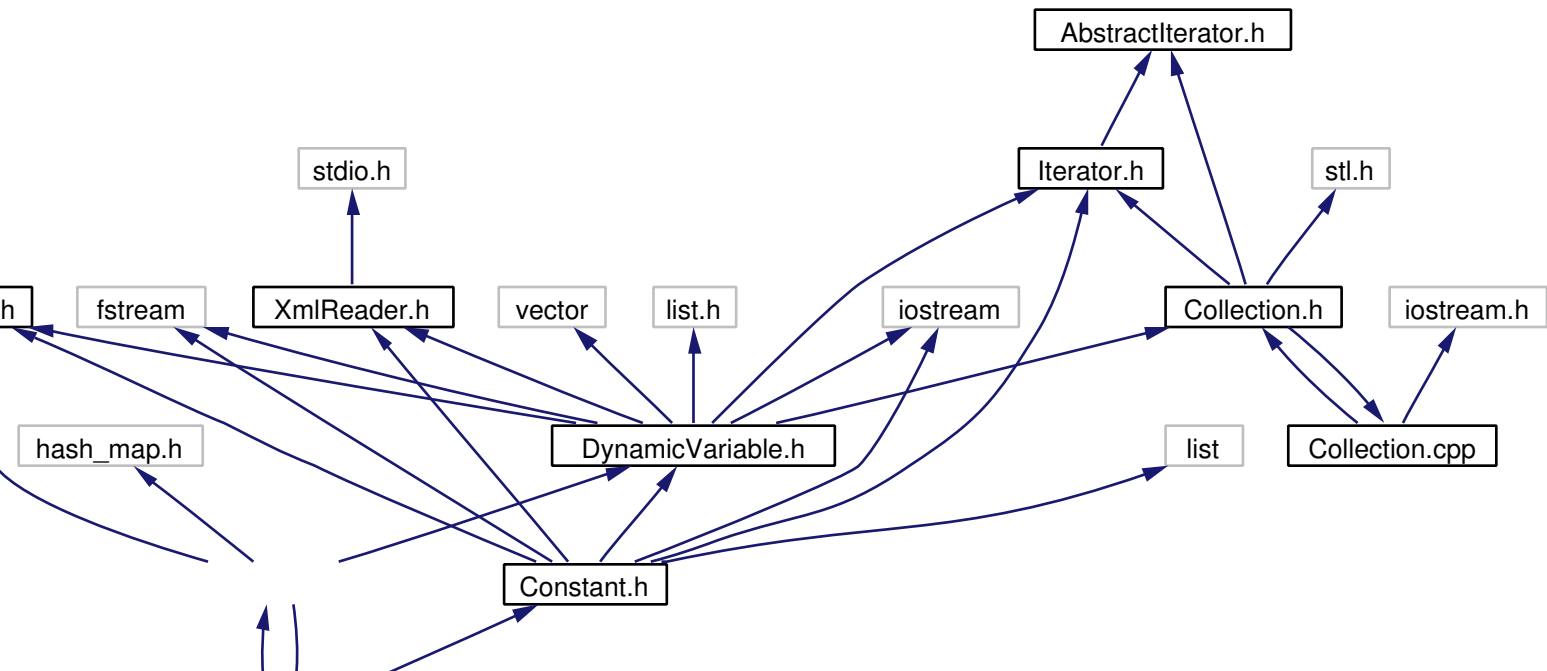 AbstractIterator.h
stdio.h
Iterator.h
stl.h
h
fstream
XmlReader.h
vector
list.h
iostream
Collection.h
iostream.h
hash_map.h
DynamicVariable.h
list
Collection.cpp
Constant.h